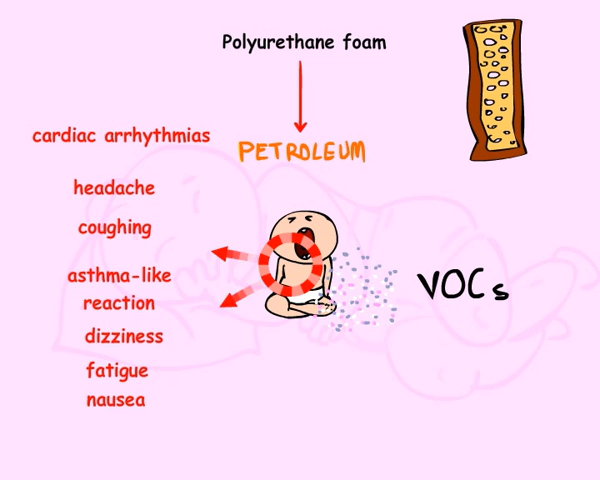 Polyurethane foam
PETROLEUM
cardiac arrhythmias
headache
coughing
asthma-like
reaction
dizziness
fatigue
nausea
VOCs